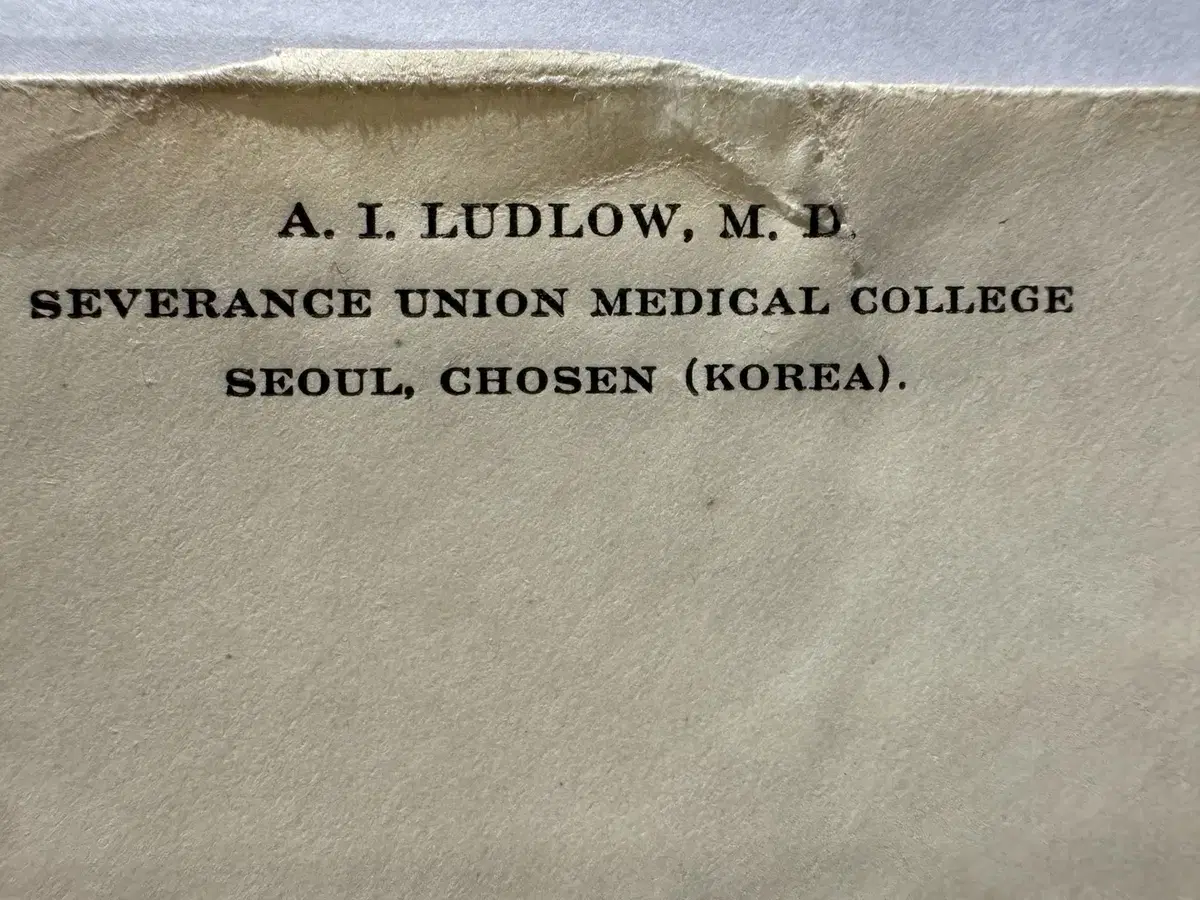 A. I. LUDLOW, M. D.
SEVERANCE UNION MEDICAL COLLEGE
SEOUL, CHOSEN (KOREA).